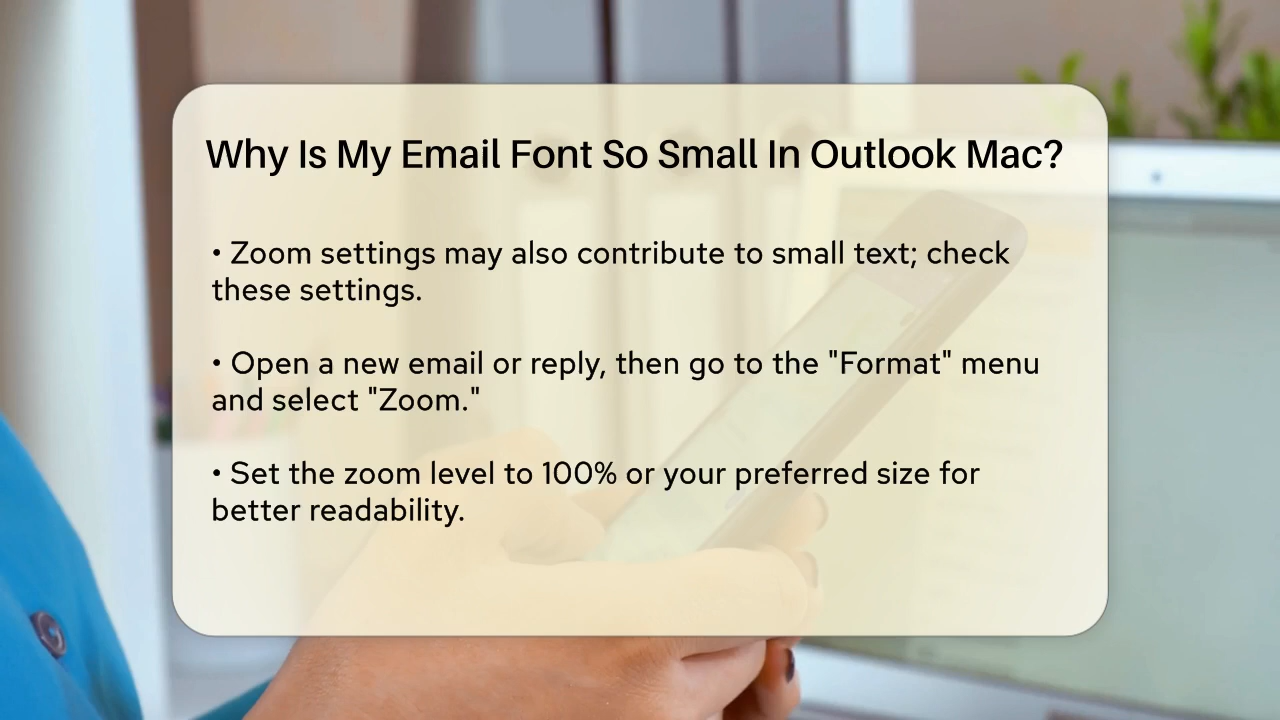 Why Is My Email Font So Small In Outlook Mac?
• Zoom settings may also contribute to small text; check
these settings.
• Open a new email or reply, then go to the "Format" menu
and select "Zoom."
• Set the zoom level to 100% or your preferred size for
better readability.